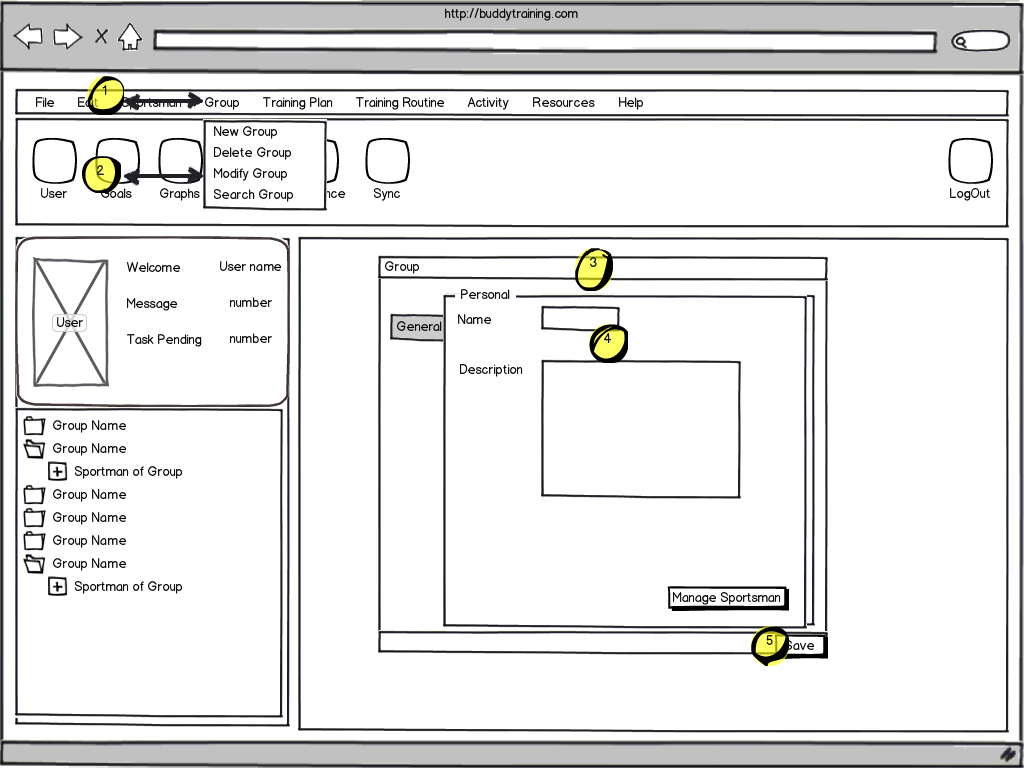 http://buddytraining.com
1
File Edit Sportsman Group Training Plan Training Routine Activity Resources Help
New Group
Delete Group
2
Modify Group
Search Group
User Goals Graphs nce Sync LogOut
Welcome User name
Message number
User
Task Pending number
Group Name
Group Name
Sportman of Group
Group Name
Group Name
Group Name
Group Name
Sportman of Group
3
Group
Personal
General
Name
4
Description
Manage Sportsman
5
Save